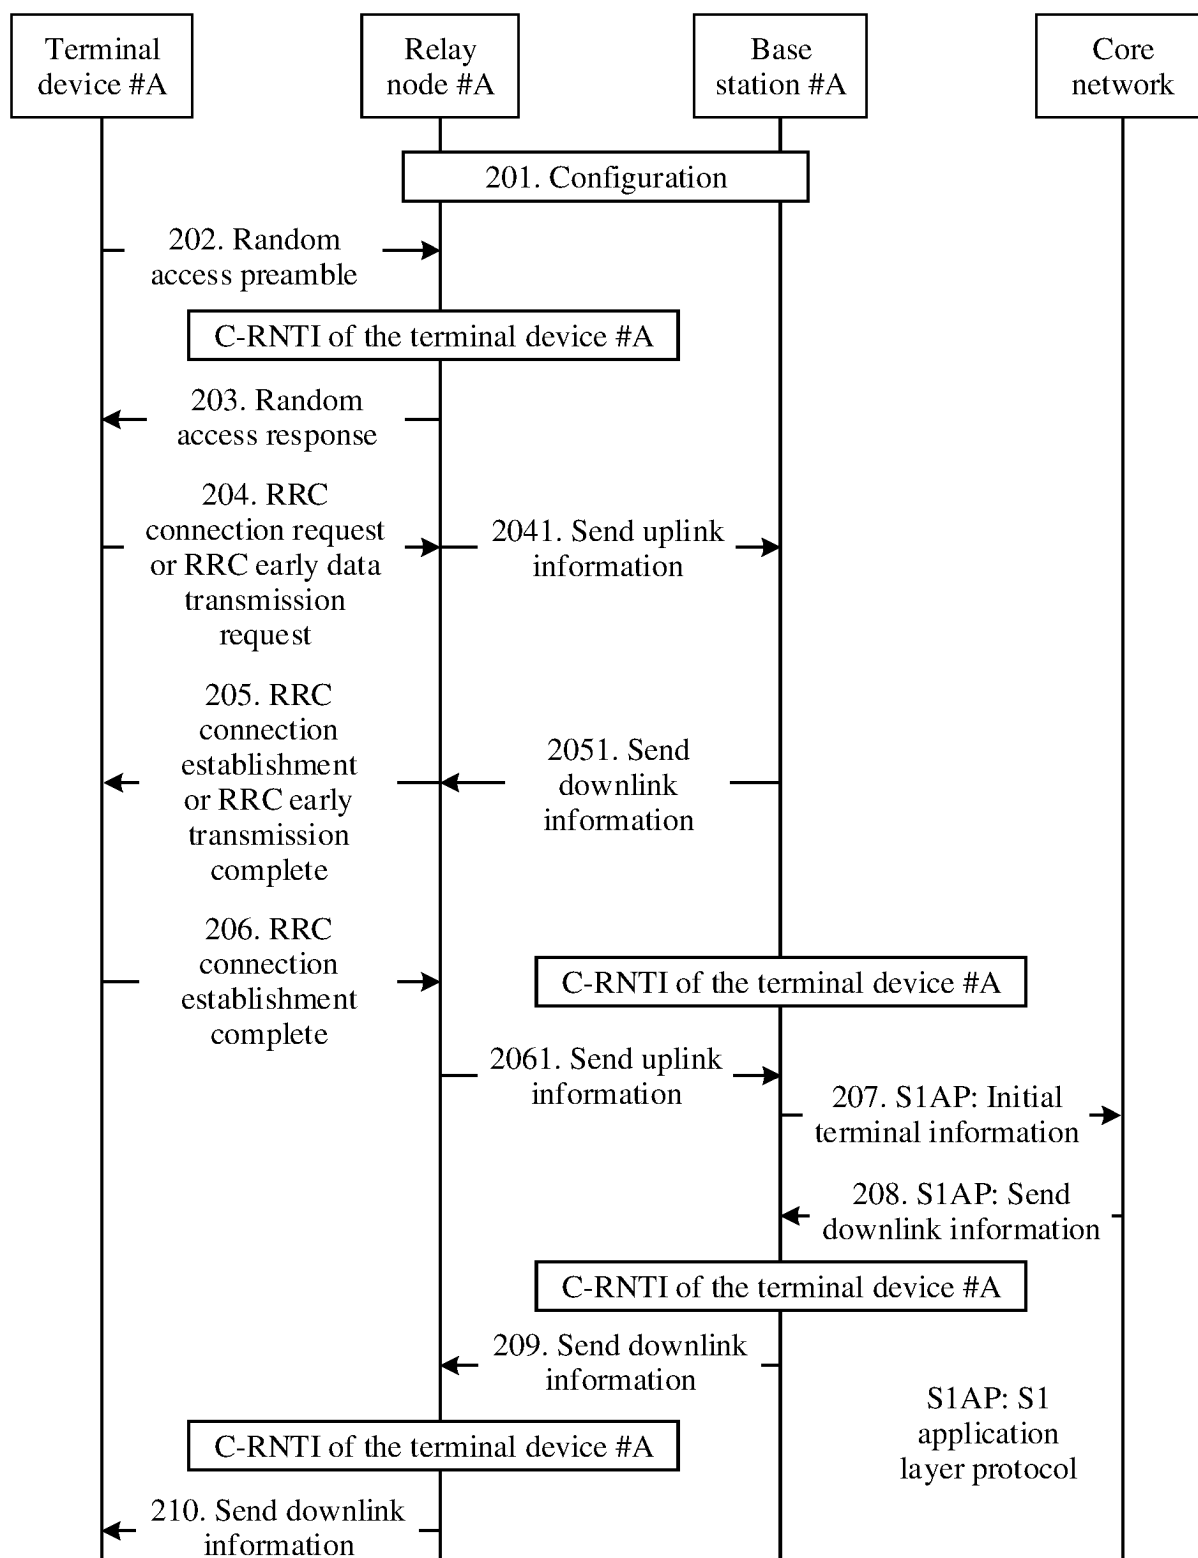 Terminal
device #A
Relay
node #A
Base
station #A
Core
network
201. Configuration
202. Random
access preamble
C-RNTI of the terminal device #A
203. Random
access response
204. RRC
connection request
or RRC early data
transmission
request
2041. Send uplink
information
205. RRC
connection
establishment
or RRC early
transmission
complete
2051. Send
downlink
information
206. RRC
connection
establishment
complete
C-RNTI of the terminal device #A
2061. Send uplink
information
207. S1AP: Initial
terminal information
208. S1AP: Send
downlink information
C-RNTI of the terminal device #A
209. Send downlink
information
S1AP: S1
application
layer protocol
C-RNTI of the terminal device #A
210. Send downlink
information